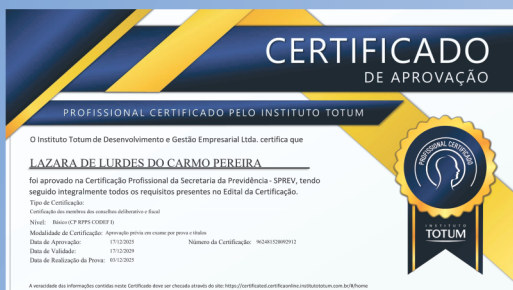 CERTIFICADO
DE APROVAÇÃO
PROFISSIONAL CERTIFICADO PELO INSTITUTO TOTUM
O Instituto Totum de Desenvolvimento e Gestão Empresarial Ltda. certifica que
LAZARA DE LURDES DO CARMO PEREIRA
foi aprovado na Certificação Profissional da Secretaria da Previdência - SPREV, tendo
seguido integralmente todos os requisitos presentes no Edital da Certificação.
Tipo de Certificação:
Certificação dos membros dos conselhos deliberativo e fiscal
Nível: Básico (CP RPPS CODEF I)
Modalidade de Certificação: Aprovação prévia em exame por prova e títulos
Data de Aprovação: 17/12/2025 Número da Certificação: 962401520092912
Data de Validade: 17/12/2029
Data de Realização da Prova: 03/12/2025
PROFISSIONAL CERTIFICADO
INSTITUTO
TOTUM
A veracidade das informações contidas neste Certificado deve ser checada através do site: https://certificated.certificaonline.institutototum.com.br/#/home